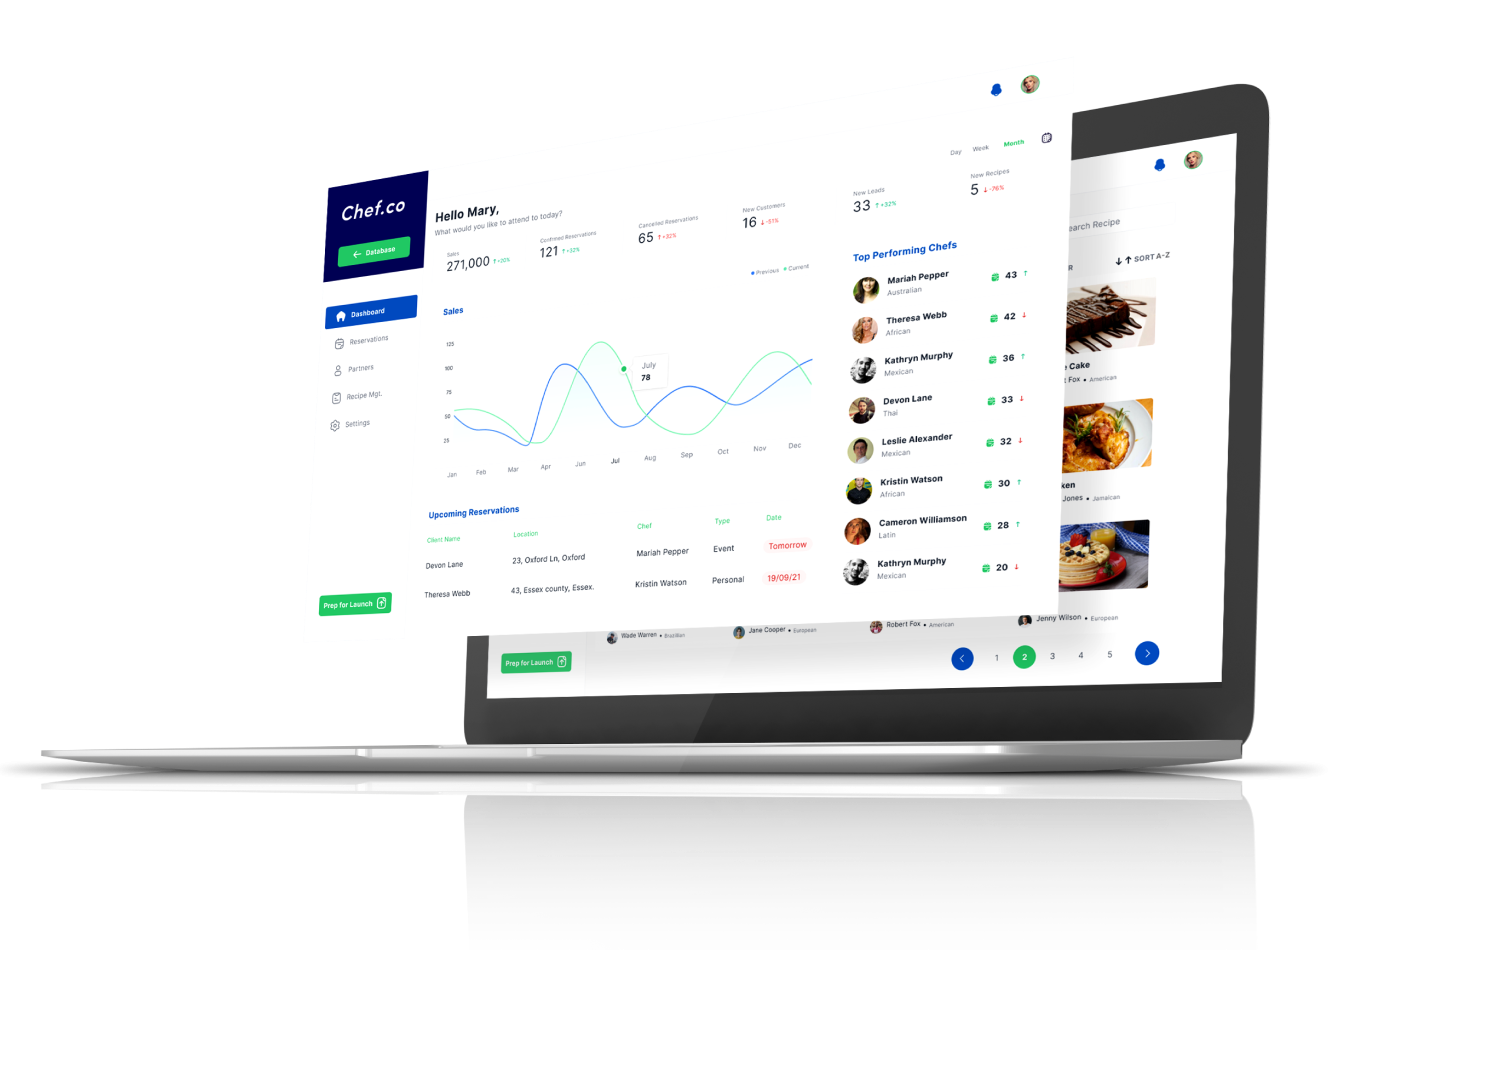 Chef.co
← Database
Dashboard
Reservations
Partners
Recipe Mgt.
Settings
Prep for Launch
Hello Mary,
What would you like to attend to today?
Day Week Month
Sales
271,000 ↑+20%
Confirmed Reservations
121 ↑+32%
Cancelled Reservations
65 ↑+32%
New Customers
16 ↓-51%
New Leads
33 ↑+32%
New Recipes
5 ↓-76%
Previous Current
Sales
125
100
75
50
25
July
78
Jan Feb Mar Apr Jun Jul Aug Sep Oct Nov Dec
Upcoming Reservations
Client Name Location Chef Type Date
Devon Lane 23, Oxford Ln, Oxford Mariah Pepper Event Tomorrow
Theresa Webb 43, Essex county, Essex. Kristin Watson Personal 19/09/21
Top Performing Chefs
Mariah Pepper 43 ↑
Australian
Theresa Webb 42 ↓
African
Kathryn Murphy 36 ↑
Mexican
Devon Lane 33 ↓
Thai
Leslie Alexander 32 ↓
Mexican
Kristin Watson 30 ↑
African
Cameron Williamson 28 ↑
Latin
Kathryn Murphy 20 ↓
Mexican
earch Recipe
R ↓↑ SORT A-Z
e Cake
t Fox • American
ken
Jones • Jamaican
Wade Warren • Brazilian
Jane Cooper • European
Robert Fox • American
Jenny Wilson • European
Prep for Launch
1 2 3 4 5